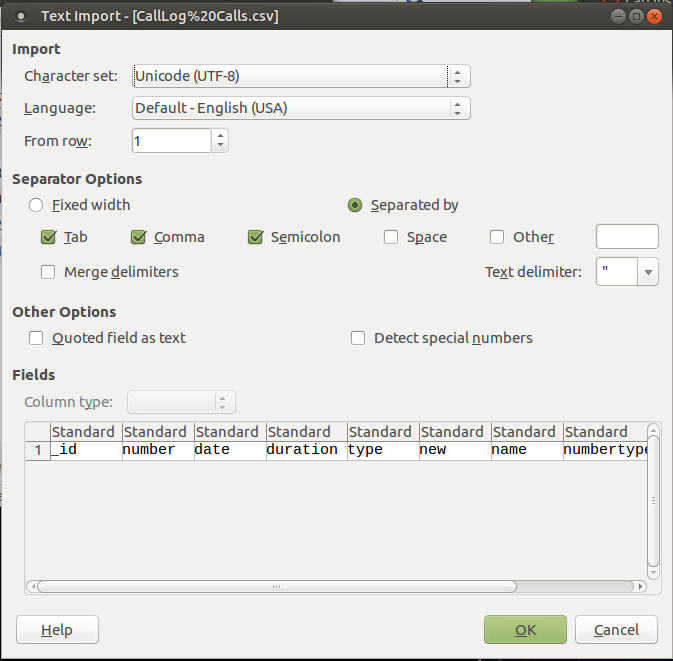 Text Import - [CallLog%20Calls.csv]
Import
Character set: Unicode (UTF-8)
Language: Default - English (USA)
From row: 1
Separator Options
Fixed width Separated by
Tab Comma Semicolon Space Other
Merge delimiters Text delimiter: "
Other Options
Quoted field as text Detect special numbers
Fields
Column type:
Standard Standard Standard Standard Standard Standard Standard Standard
1 _id number date duration type new name numbertype
Help OK Cancel